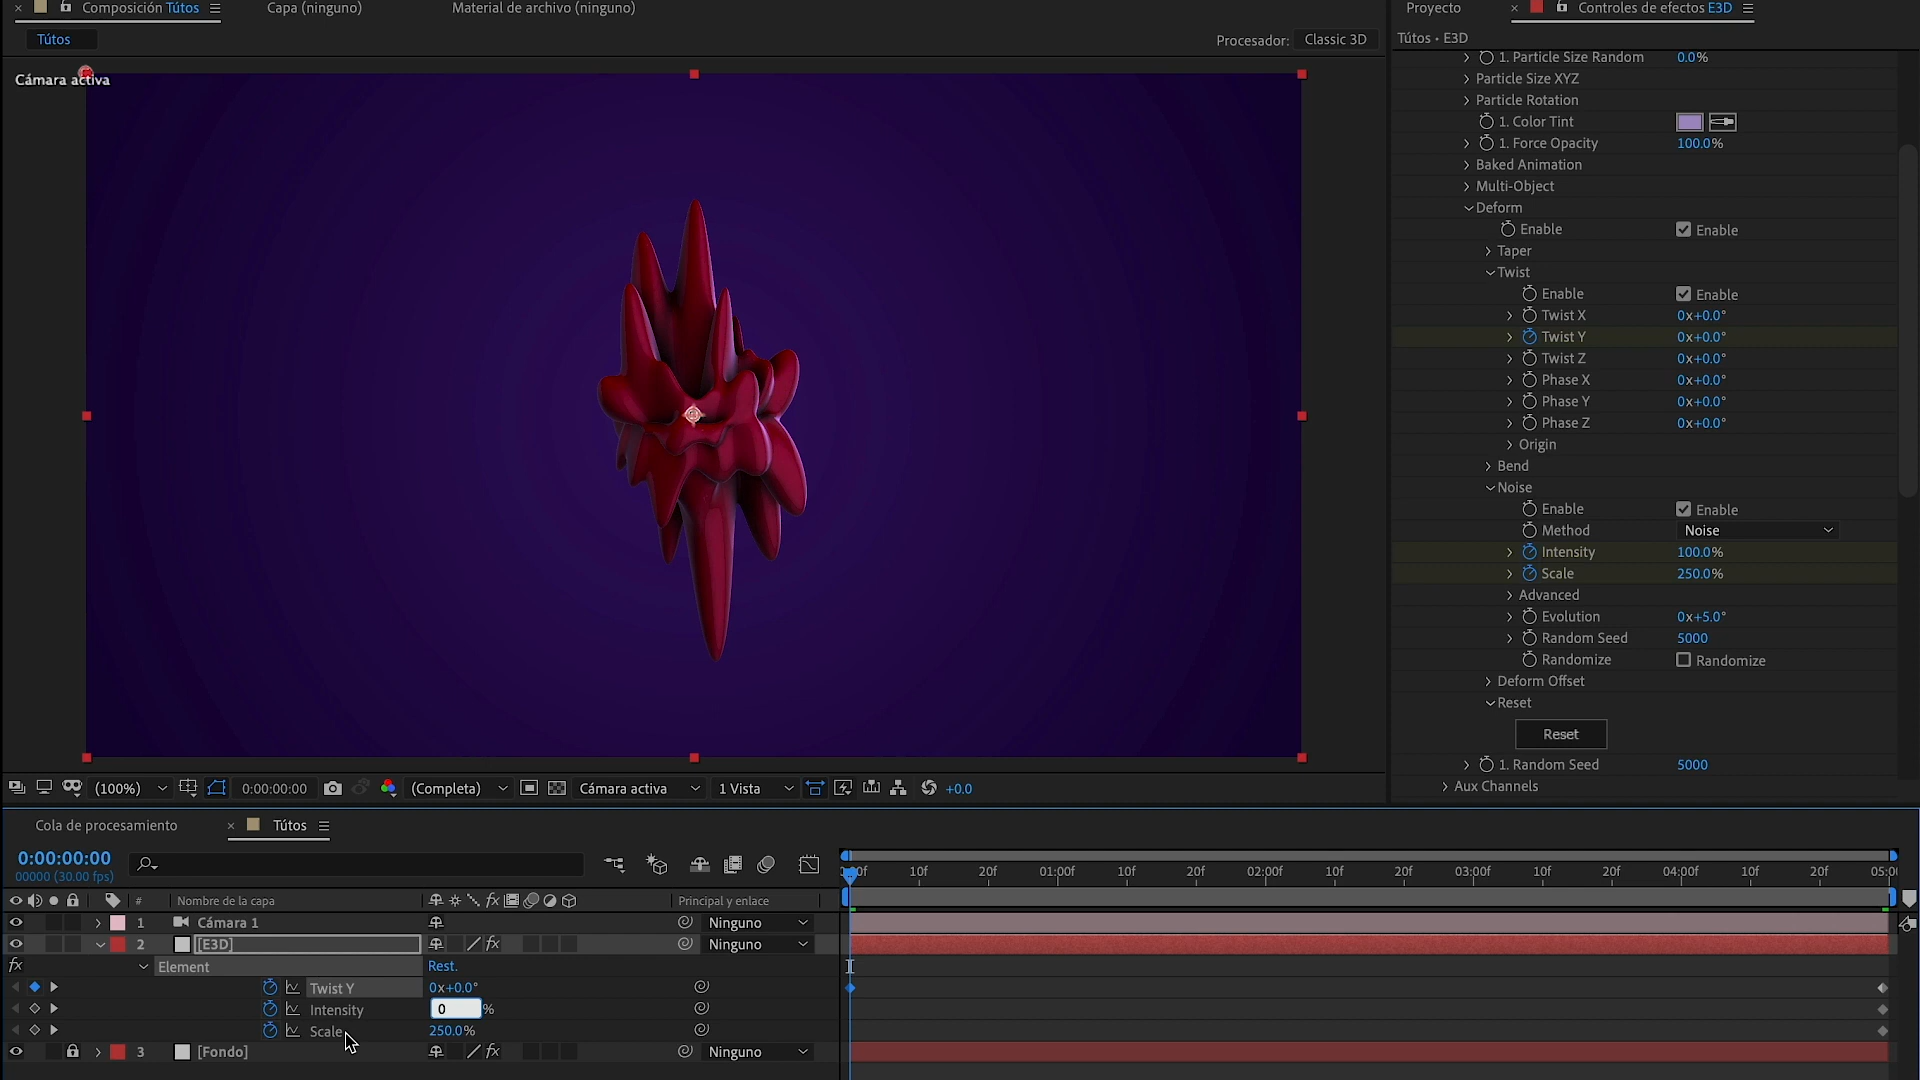 Composición Tútos
Capa (ninguno)
Material de archivo (ninguno)
Proyecto
Controles de efectos E3D
Tútos
Procesador: Classic 3D
Tútos • E3D
Cámara activa
1. Particle Size Random 0.0%
Particle Size XYZ
Particle Rotation
1. Color Tint
1. Force Opacity 100.0%
Baked Animation
Multi-Object
Deform
Enable Enable
Taper
Twist
Enable Enable
Twist X 0x+0.0°
Twist Y 0x+0.0°
Twist Z 0x+0.0°
Phase X 0x+0.0°
Phase Y 0x+0.0°
Phase Z 0x+0.0°
Origin
Bend
Noise
Enable Enable
Method Noise
Intensity 100.0%
Scale 250.0%
Advanced
Evolution 0x+5.0°
Random Seed 5000
Randomize Randomize
Deform Offset
Reset
Reset
1. Random Seed 5000
Aux Channels
(100%) 0:00:00:00 (Completa) Cámara activa 1 Vista +0.0
Cola de procesamiento
Tútos
0:00:00:00
00000 (30.00 fps)
00f 10f 20f 01:00f 10f 20f 02:00f 10f 20f 03:00f 10f 20f 04:00f 10f 20f 05:0
# Nombre de la capa fx Principal y enlace
1 Cámara 1 Ninguno
2 [E3D] fx Ninguno
fx Element Rest.
Twist Y 0x+0.0°
Intensity 0 %
Scale 250.0%
3 [Fondo] fx Ninguno